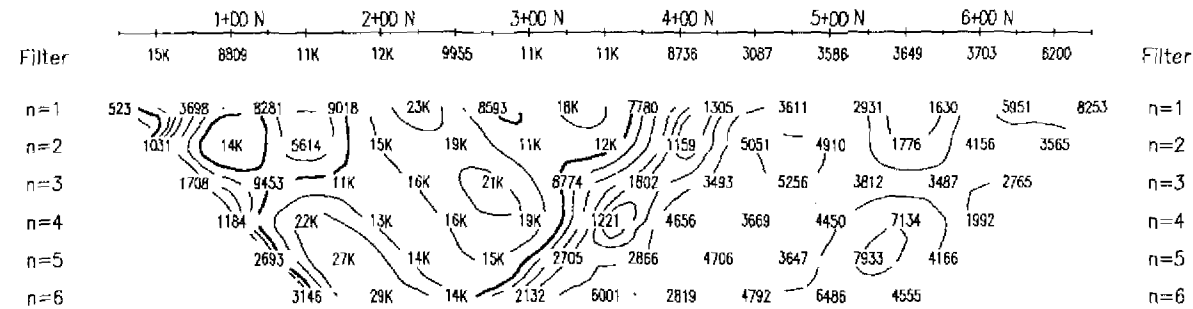 1+00 N 2+00 N 3+00 N 4+00 N 5+00 N 6+00 N
Filter 15K 8809 11K 12K 9955 11K 11K 8736 3087 3586 3649 3703 6200 Filter
n=1 523 3698 8281 9018 23K 8593 18K 7780 1305 3611 2931 1630 5951 8253 n=1
n=2 1031 14K 5614 15K 19K 11K 12K 1159 5051 4910 1776 4156 3565 n=2
n=3 1708 9453 11K 16K 21K 8774 1802 3493 5256 3812 3487 2765 n=3
n=4 1184 22K 13K 16K 19K 1221 4656 3669 4450 7134 1992 n=4
n=5 2693 27K 14K 15K 2705 2866 4706 3647 7933 4166 n=5
n=6 3146 29K 14K 2132 6001 2819 4792 6486 4555 n=6